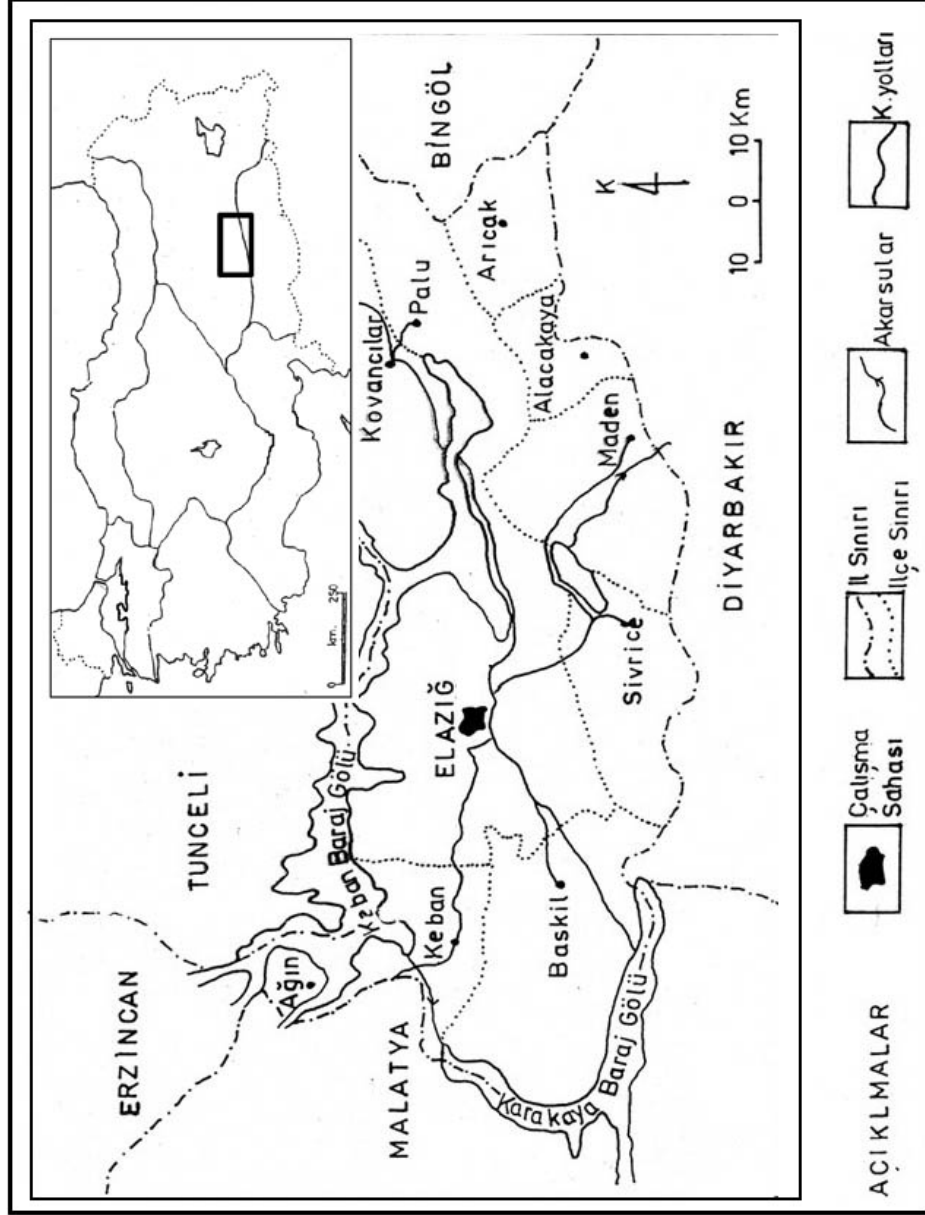 0 km. 250
ERZİNCAN
TUNCELİ
BİNGÖL
MALATYA
ELAZIĞ
DİYARBAKIR
Ağın
Keban Baraj Gölü
Keban
Baskil
Karakaya Baraj Gölü
Kovancılar
Palu
Arıcak
Alacakaya
Maden
Sivrice
K
10 0 10 Km
AÇIKLMALAR
Çalışma
Sahası
İl Sınırı
İlçe Sınırı
Akarsular
K.yolları